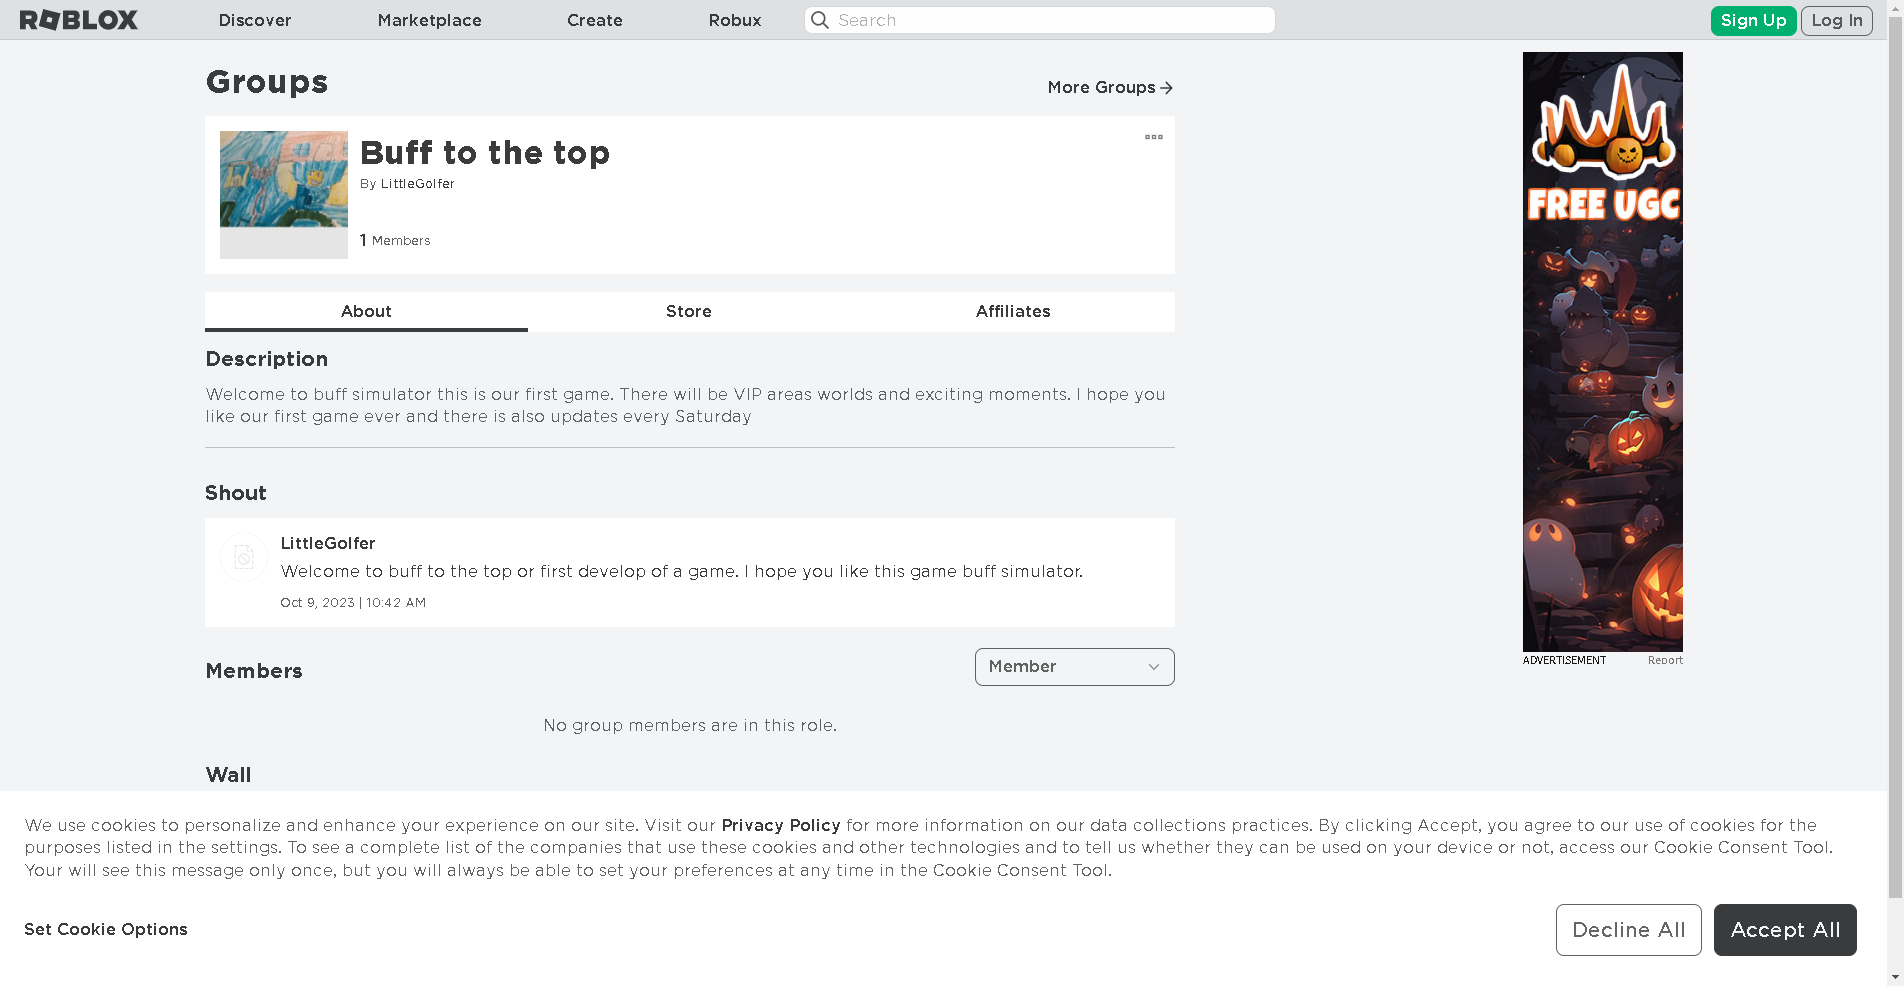 ROBLOX Discover Marketplace Create Robux Search Sign Up Log In
Groups
More Groups
Buff to the top
By LittleGolfer
1 Members
About Store Affiliates
Description
Welcome to buff simulator this is our first game. There will be VIP areas worlds and exciting moments. I hope you
like our first game ever and there is also updates every Saturday
Shout
LittleGolfer
Welcome to buff to the top or first develop of a game. I hope you like this game buff simulator.
Oct 9, 2023 | 10:42 AM
Members
Member
No group members are in this role.
Wall
FREE UGC
ADVERTISEMENT Report
We use cookies to personalize and enhance your experience on our site. Visit our Privacy Policy for more information on our data collections practices. By clicking Accept, you agree to our use of cookies for the
purposes listed in the settings. To see a complete list of the companies that use these cookies and other technologies and to tell us whether they can be used on your device or not, access our Cookie Consent Tool.
Your will see this message only once, but you will always be able to set your preferences at any time in the Cookie Consent Tool.
Set Cookie Options
Decline All
Accept All